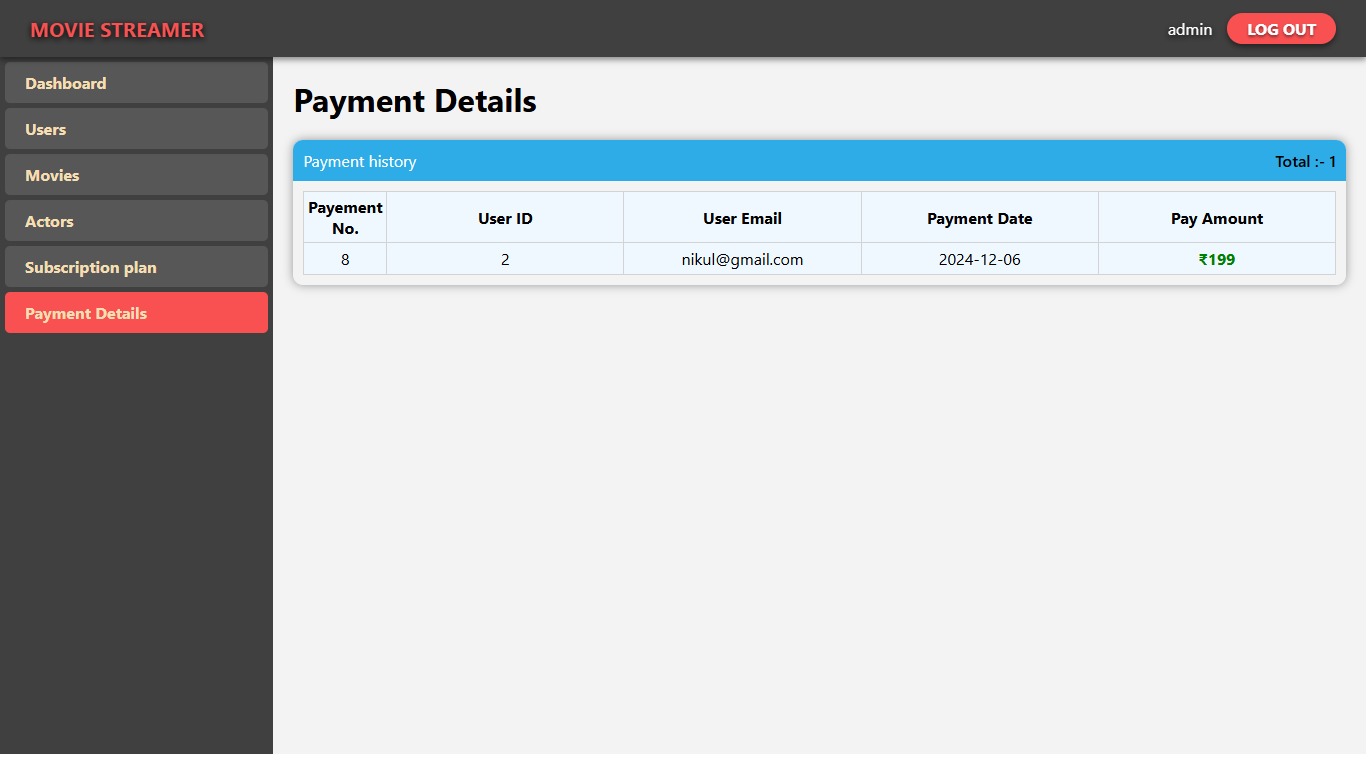 MOVIE STREAMER
admin
LOG OUT
Dashboard
Users
Movies
Actors
Subscription plan
Payment Details
Payment Details
Payment history
Total :- 1
Payement
No.
User ID
User Email
Payment Date
Pay Amount
8
2
nikul@gmail.com
2024-12-06
₹199